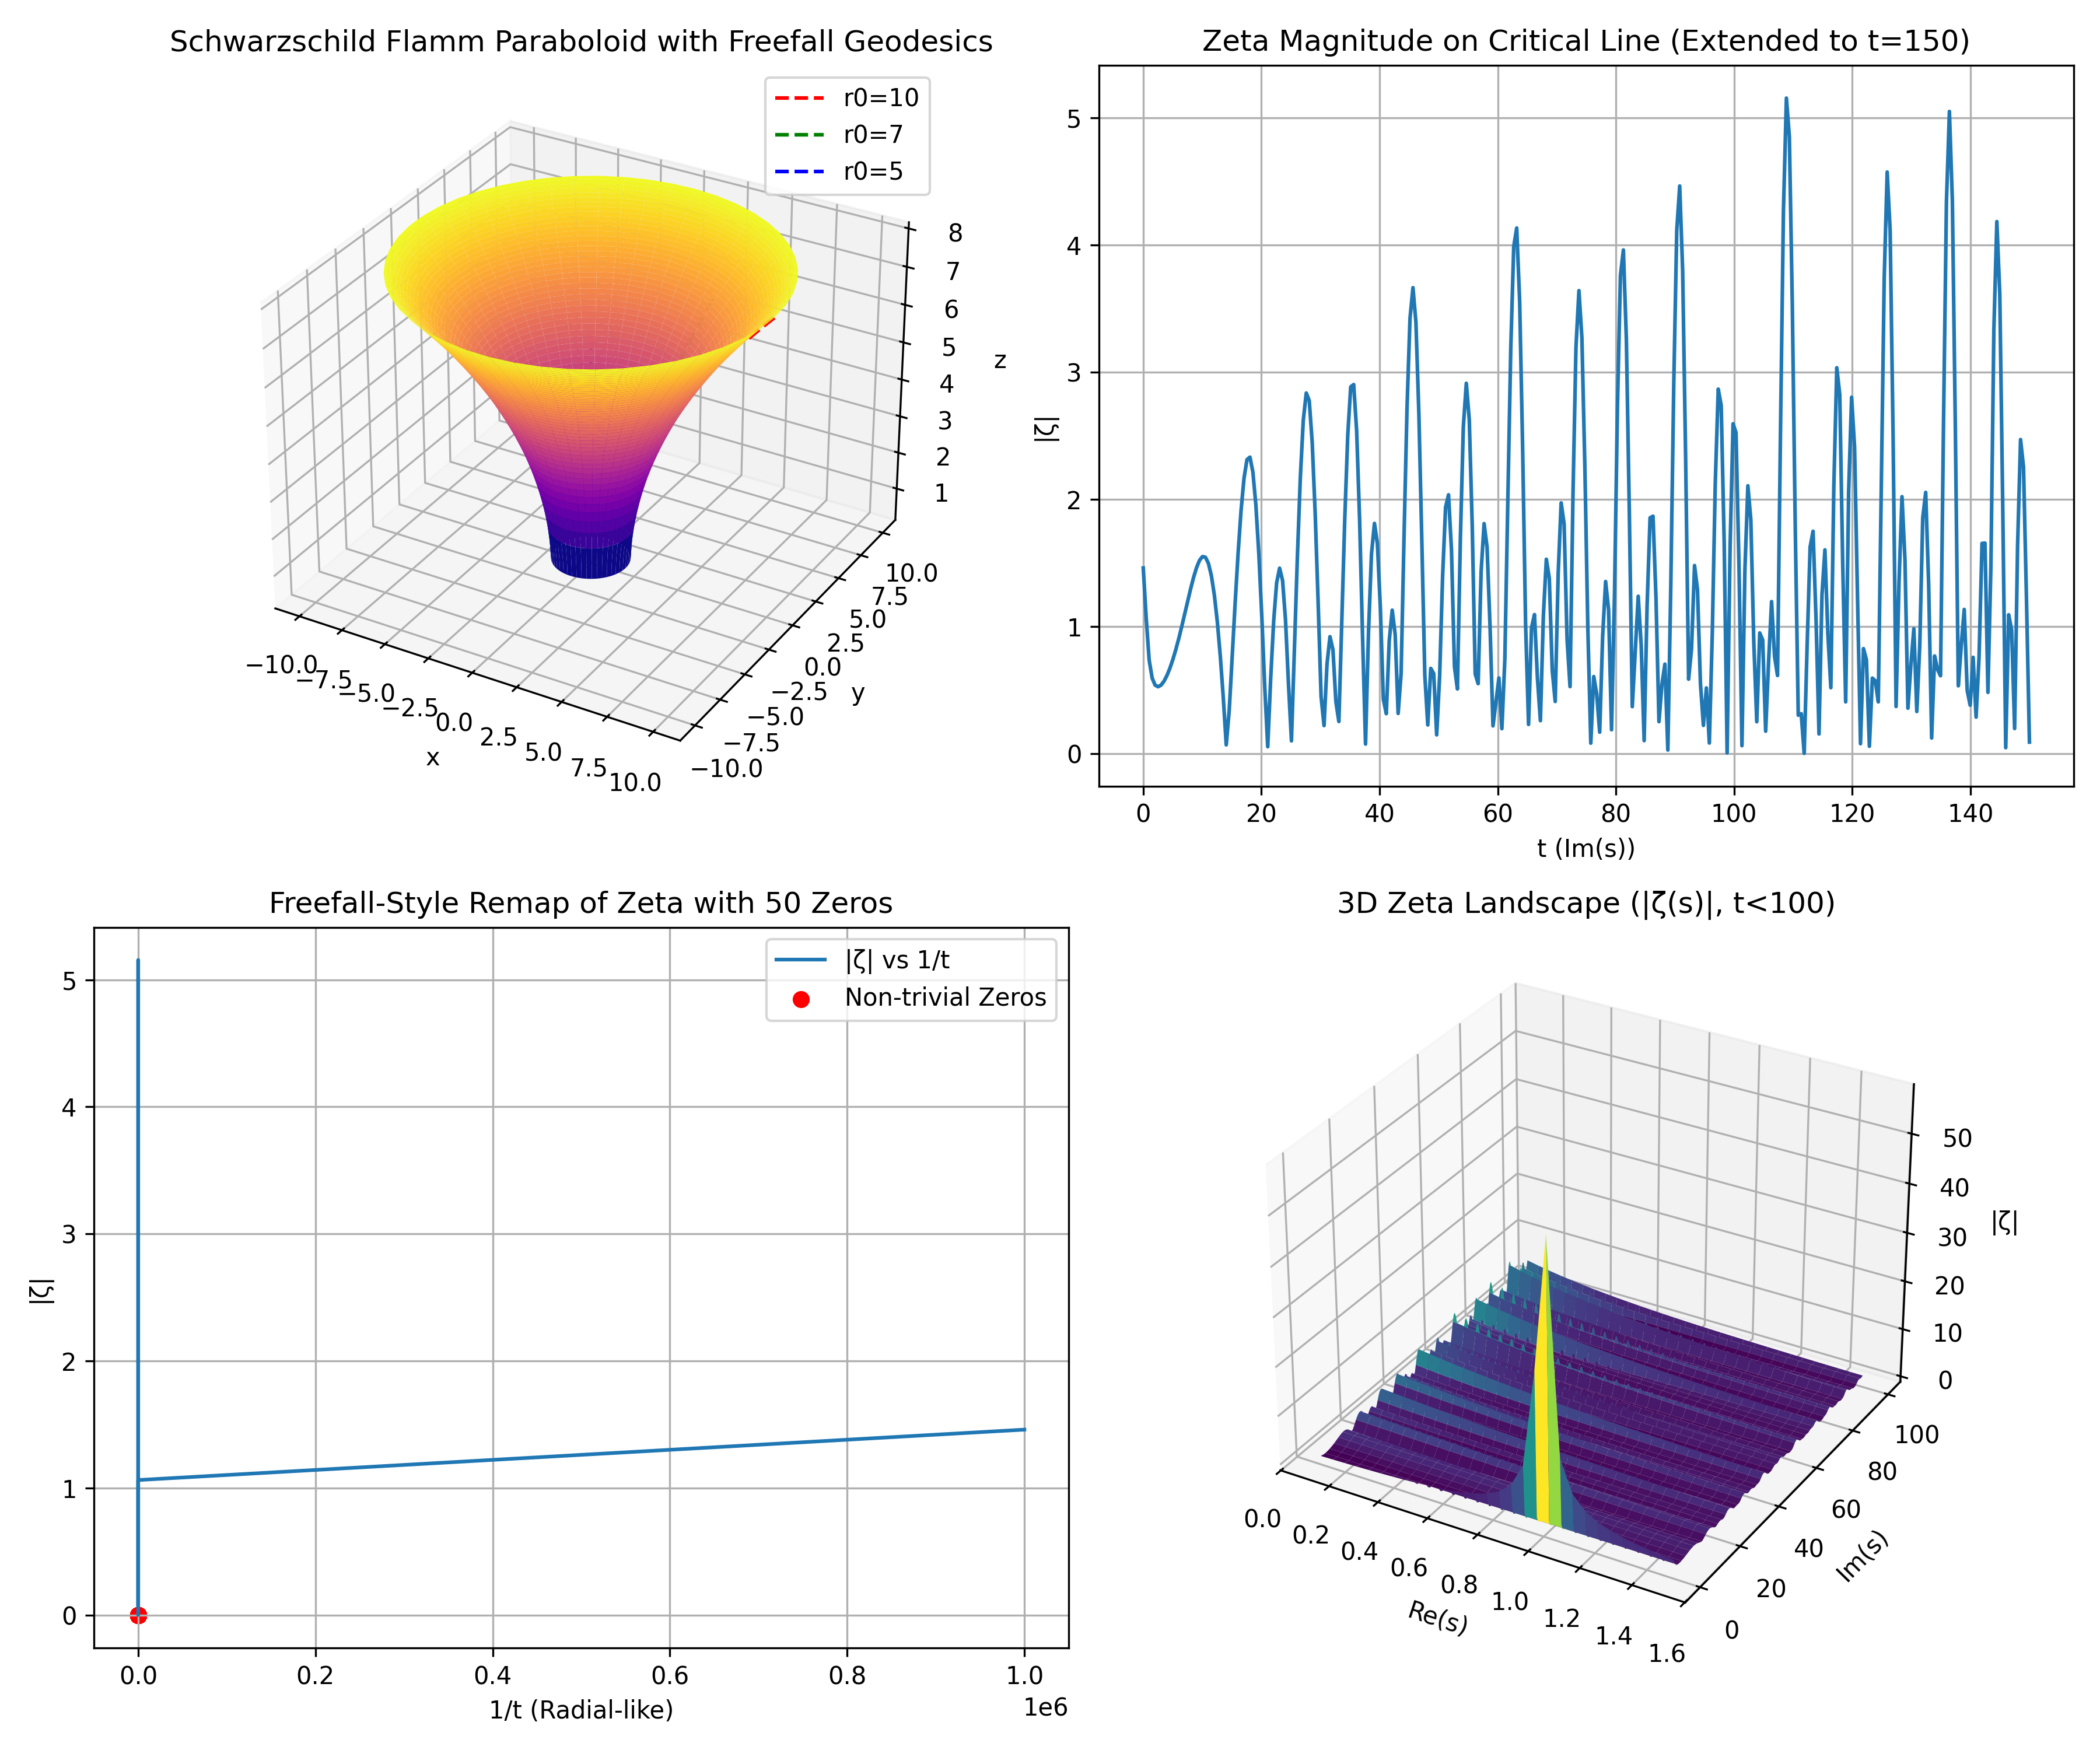 Schwarzschild Flamm Paraboloid with Freefall Geodesics
r0=10
r0=7
r0=5
8
7
6
5
4
3
2
1
z
10.0
7.5
5.0
2.5
0.0
−2.5
−5.0
−7.5
−10.0
y
−10.0
−7.5
−5.0
−2.5
0.0
2.5
5.0
7.5
10.0
x
Zeta Magnitude on Critical Line (Extended to t=150)
5
4
3
2
1
0
|ζ|
0 20 40 60 80 100 120 140
t (Im(s))
Freefall-Style Remap of Zeta with 50 Zeros
|ζ| vs 1/t
Non-trivial Zeros
5
4
3
2
1
0
|ζ|
0.0 0.2 0.4 0.6 0.8 1.0
1e6
1/t (Radial-like)
3D Zeta Landscape (|ζ(s)|, t<100)
50
40
30
20
10
0
|ζ|
100
80
60
40
20
0
Im(s)
0.0
0.2
0.4
0.6
0.8
1.0
1.2
1.4
1.6
Re(s)